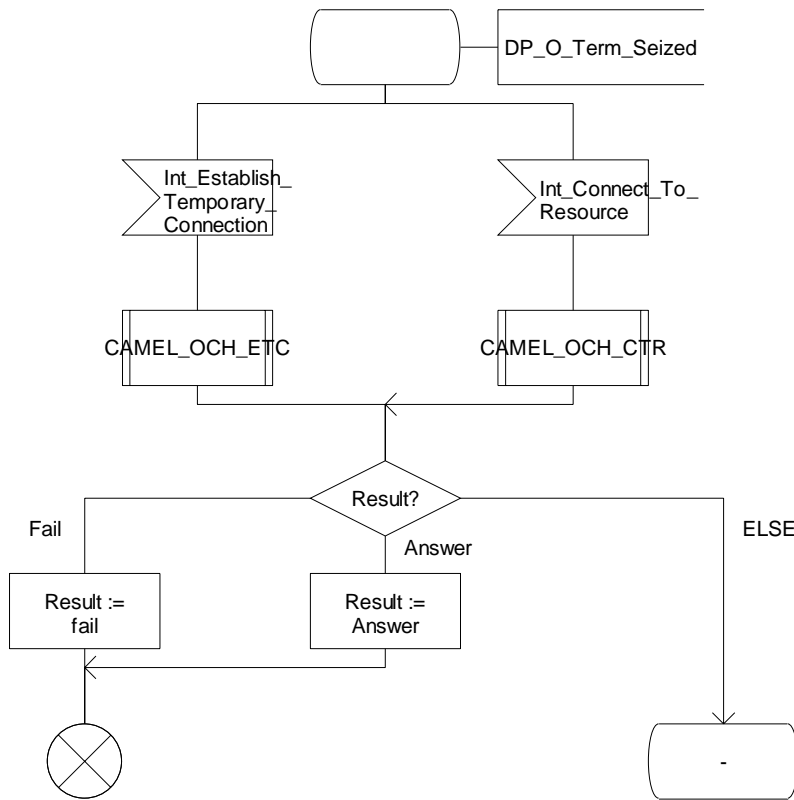 DP_O_Term_Seized
Int_Establish_
Temporary_
Connection
Int_Connect_To_
Resource
CAMEL_OCH_ETC
CAMEL_OCH_CTR
Result?
Fail
Answer
ELSE
Result :=
fail
Result :=
Answer
-